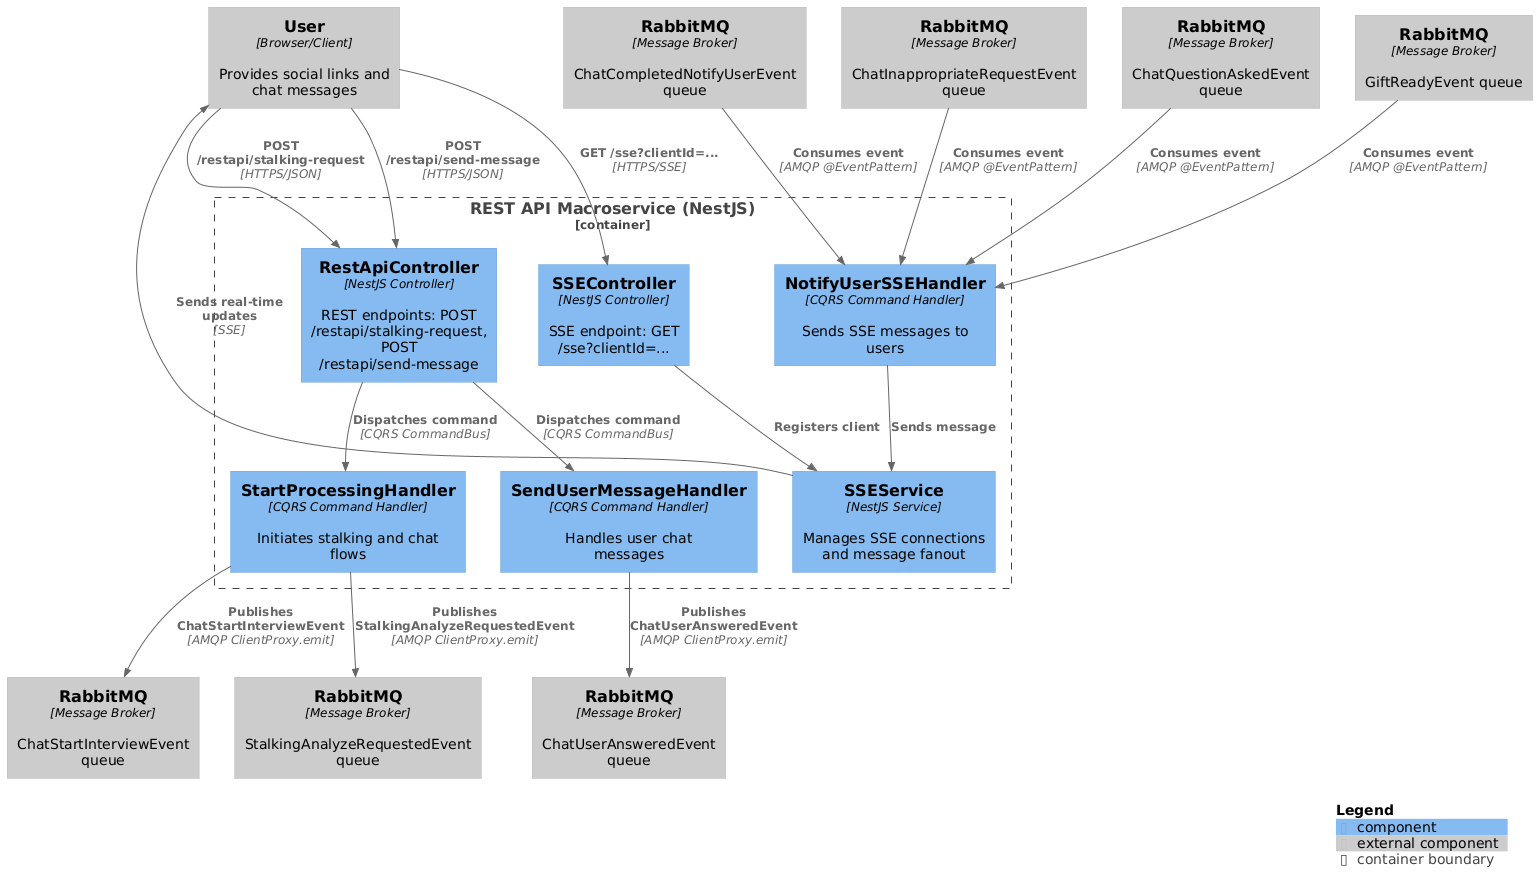 User
[Browser/Client]
Provides social links and
chat messages
RabbitMQ
[Message Broker]
ChatCompletedNotifyUserEvent
queue
RabbitMQ
[Message Broker]
ChatInappropriateRequestEvent
queue
RabbitMQ
[Message Broker]
ChatQuestionAskedEvent
queue
RabbitMQ
[Message Broker]
GiftReadyEvent queue
POST
/restapi/stalking-request
[HTTPS/JSON]
POST
/restapi/send-message
[HTTPS/JSON]
GET /sse?clientId=...
[HTTPS/SSE]
Consumes event
[AMQP @EventPattern]
Consumes event
[AMQP @EventPattern]
Consumes event
[AMQP @EventPattern]
Consumes event
[AMQP @EventPattern]
REST API Macroservice (NestJS)
[container]
RestApiController
[NestJS Controller]
REST endpoints: POST
/restapi/stalking-request,
POST
/restapi/send-message
SSEController
[NestJS Controller]
SSE endpoint: GET
/sse?clientId=...
NotifyUserSSEHandler
[CQRS Command Handler]
Sends SSE messages to
users
Sends real-time
updates
[SSE]
Dispatches command
[CQRS CommandBus]
Dispatches command
[CQRS CommandBus]
Registers client
Sends message
StartProcessingHandler
[CQRS Command Handler]
Initiates stalking and chat
flows
SendUserMessageHandler
[CQRS Command Handler]
Handles user chat
messages
SSEService
[NestJS Service]
Manages SSE connections
and message fanout
Publishes
ChatStartInterviewEvent
[AMQP ClientProxy.emit]
Publishes
StalkingAnalyzeRequestedEvent
[AMQP ClientProxy.emit]
Publishes
ChatUserAnsweredEvent
[AMQP ClientProxy.emit]
RabbitMQ
[Message Broker]
ChatStartInterviewEvent
queue
RabbitMQ
[Message Broker]
StalkingAnalyzeRequestedEvent
queue
RabbitMQ
[Message Broker]
ChatUserAnsweredEvent
queue
Legend
component
external component
container boundary